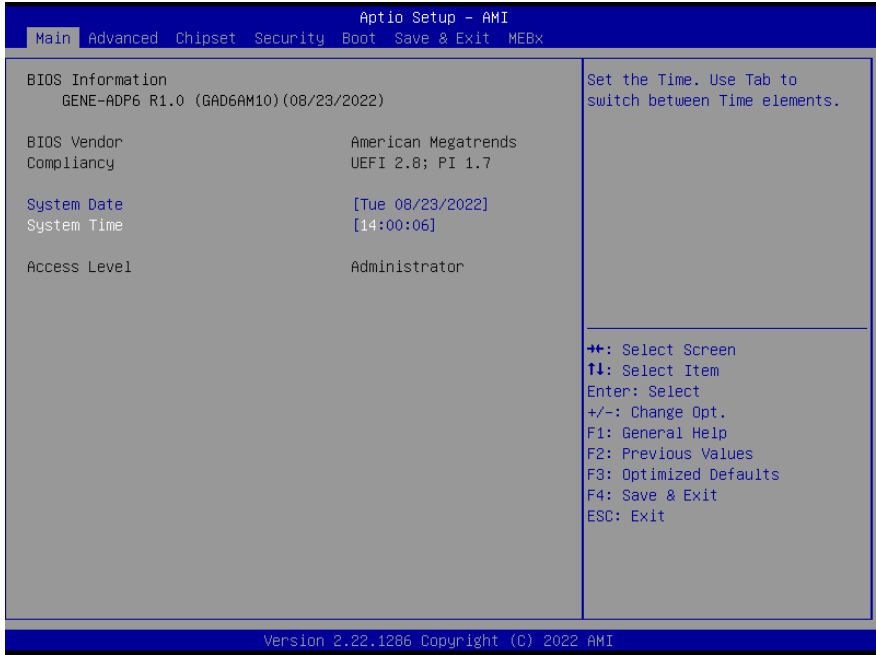 Aptio Setup – AMI
Main Advanced Chipset Security Boot Save & Exit MEBx
BIOS Information
GENE-ADP6 R1.0 (GAD6AM10)(08/23/2022)
BIOS Vendor American Megatrends
Compliancy UEFI 2.8; PI 1.7
System Date [Tue 08/23/2022]
System Time [14:00:06]
Access Level Administrator
Set the Time. Use Tab to
switch between Time elements.
→←: Select Screen
↑↓: Select Item
Enter: Select
+/-: Change Opt.
F1: General Help
F2: Previous Values
F3: Optimized Defaults
F4: Save & Exit
ESC: Exit
Version 2.22.1286 Copyright (C) 2022 AMI